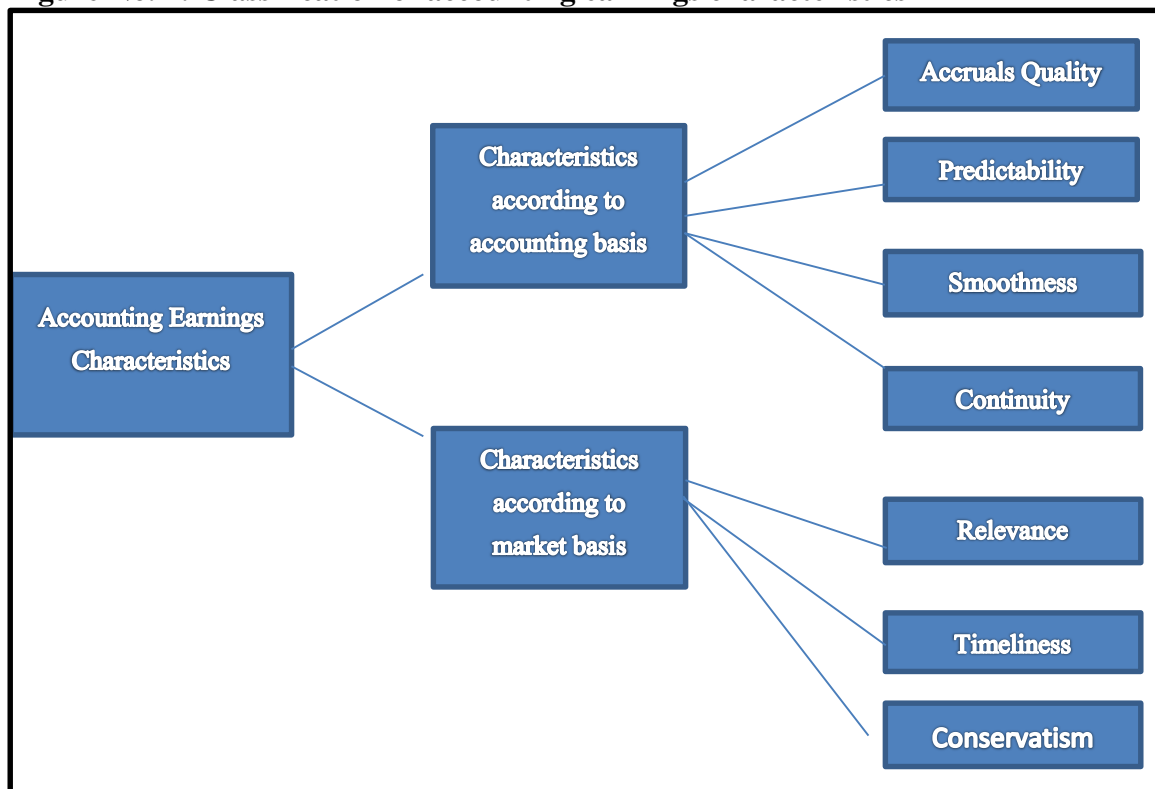 Accruals Quality
Characteristics
according to
accounting basis
Predictability
Smoothness
Accounting Earnings
Characteristics
Continuity
Characteristics
according to
market basis
Relevance
Timeliness
Conservatism